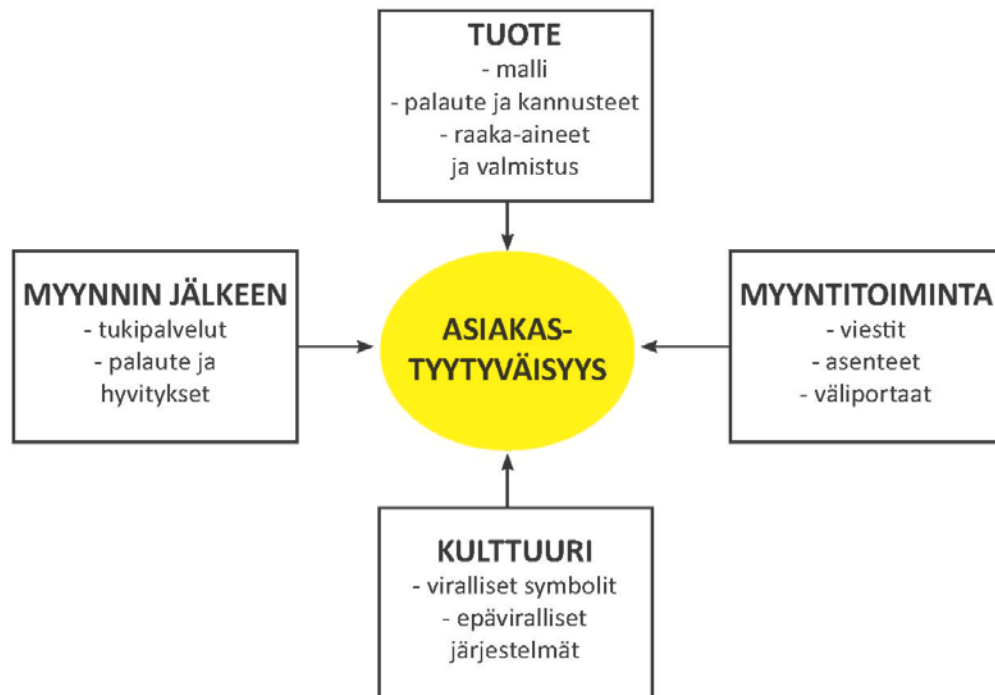 TUOTE
- malli
- palaute ja kannusteet
- raaka-aineet
ja valmistus
MYYNNIN JÄLKEEN
- tukipalvelut
- palaute ja
hyvitykset
ASIAKAS-
TYYTYVÄISYYS
MYYNTITOIMINTA
- viestit
- asenteet
- väliportaat
KULTTUURI
- viralliset symbolit
- epäviralliset
järjestelmät